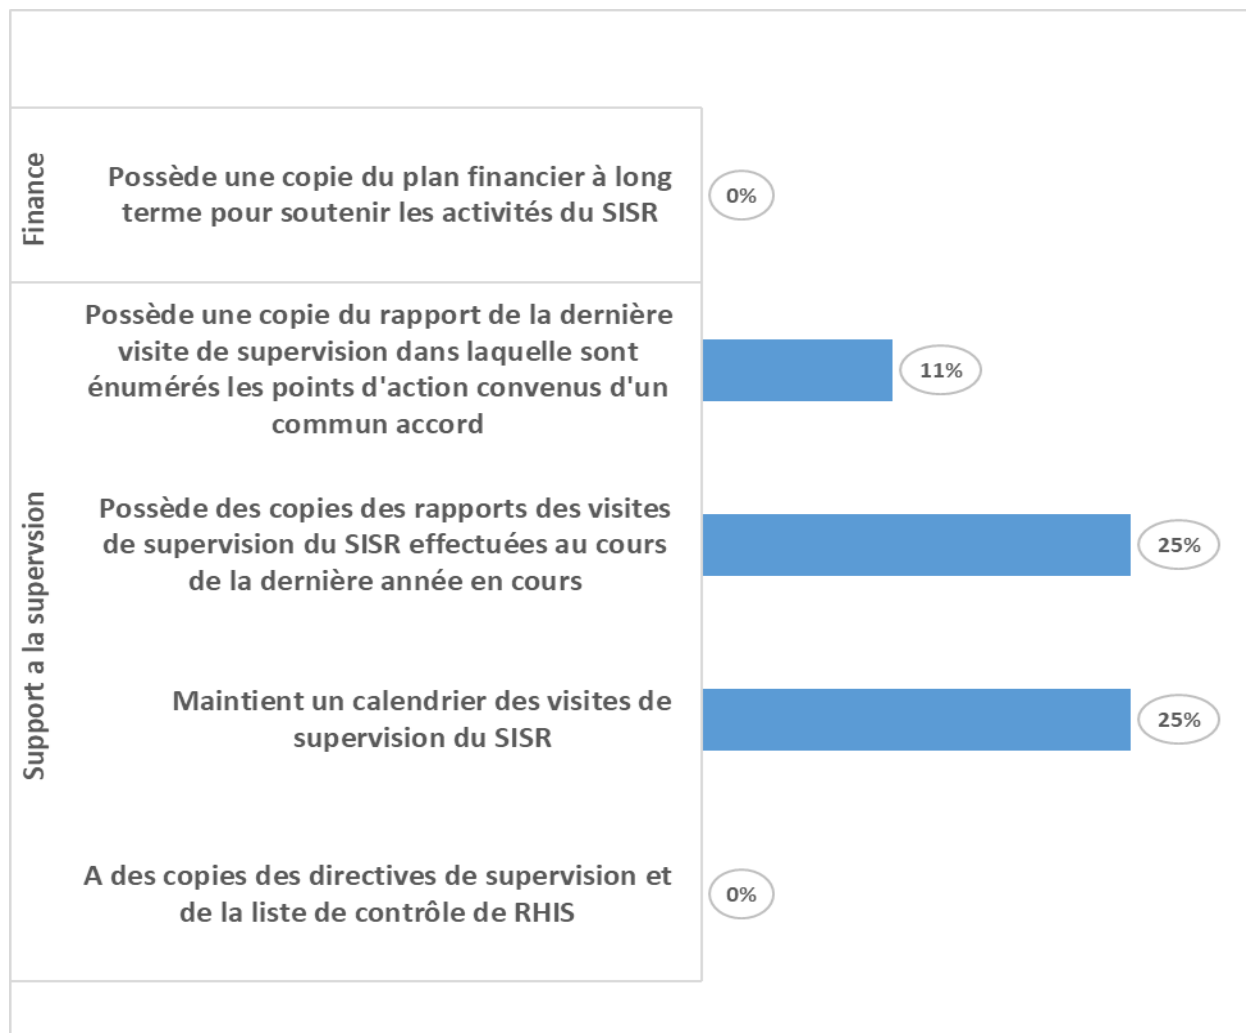 Finance
Possède une copie du plan financier à long
terme pour soutenir les activités du SISR
0%
Support a la supervsion
Possède une copie du rapport de la dernière
visite de supervision dans laquelle sont
énumérés les points d'action convenus d'un
commun accord
11%
Possède des copies des rapports des visites
de supervision du SISR effectuées au cours
de la dernière année en cours
25%
Maintient un calendrier des visites de
supervision du SISR
25%
A des copies des directives de supervision et
de la liste de contrôle de RHIS
0%